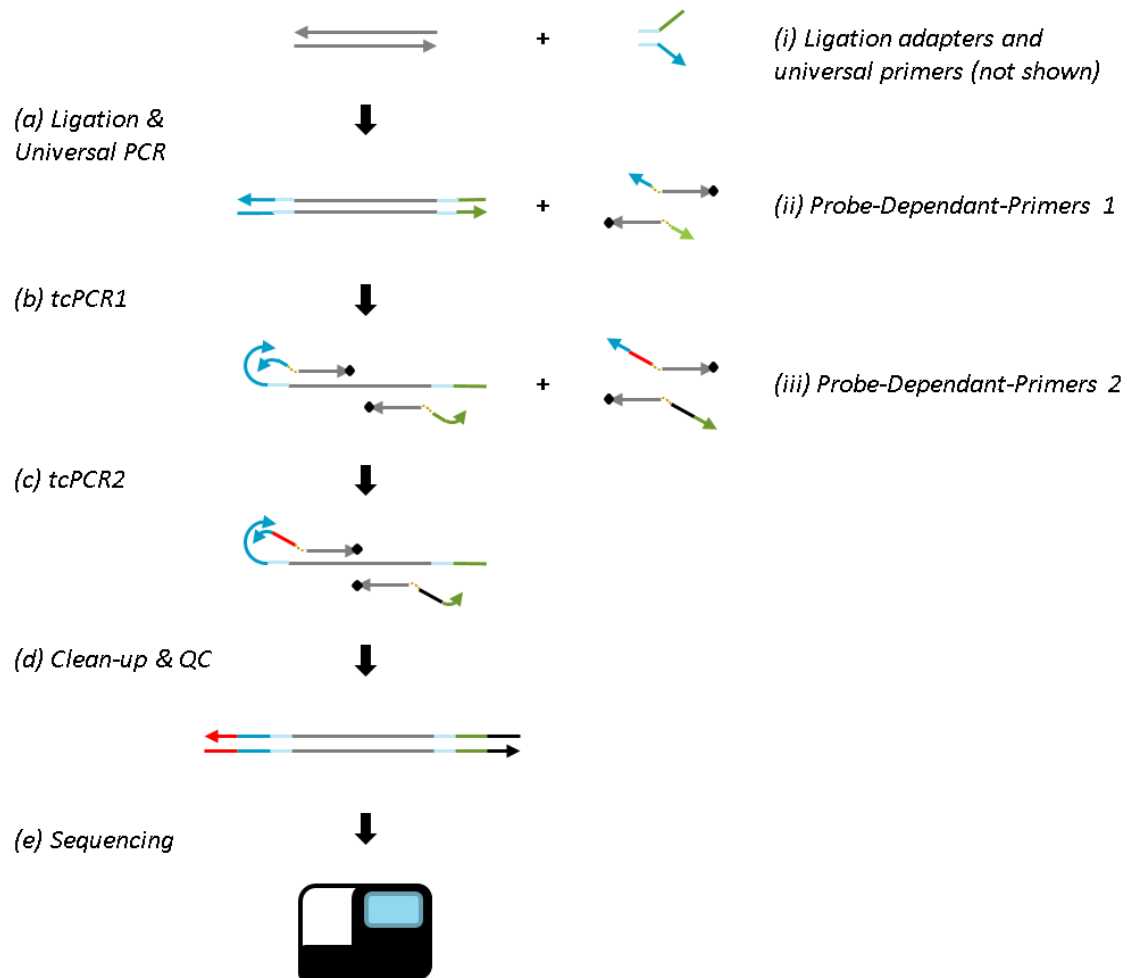 +
(i) Ligation adapters and
universal primers (not shown)
(a) Ligation &
Universal PCR
+
(ii) Probe-Dependant-Primers 1
(b) tcPCR1
+
(iii) Probe-Dependant-Primers 2
(c) tcPCR2
(d) Clean-up & QC
(e) Sequencing